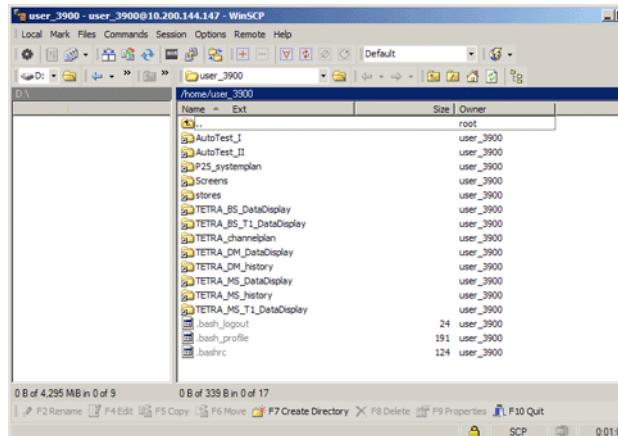 user_3900 - user_3900@10.200.144.147 - WinSCP
Local Mark Files Commands Session Options Remote Help
Default
D: user_3900
D:\ /home/user_3900
Name Ext Size Owner
.. root
AutoTest_I user_3900
AutoTest_II user_3900
P25_systemplan user_3900
Screens user_3900
stores user_3900
TETRA_BS_DataDisplay user_3900
TETRA_BS_T1_DataDisplay user_3900
TETRA_channelplan user_3900
TETRA_DM_DataDisplay user_3900
TETRA_DM_history user_3900
TETRA_MS_DataDisplay user_3900
TETRA_MS_history user_3900
TETRA_MS_T1_DataDisplay user_3900
.bash_logout 24 user_3900
.bash_profile 191 user_3900
.bashrc 124 user_3900
0 B of 4,295 MiB in 0 of 9 0 B of 339 B in 0 of 17
F2 Rename F4 Edit F5 Copy F6 Move F7 Create Directory F8 Delete F9 Properties F10 Quit
SCP 0:01:0